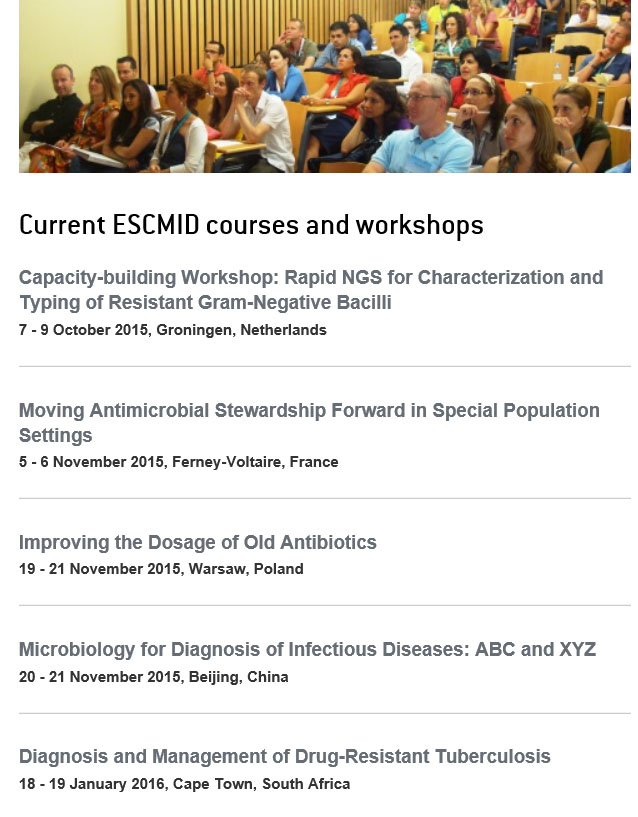 Current ESCMID courses and workshops
Capacity-building Workshop: Rapid NGS for Characterization and
Typing of Resistant Gram-Negative Bacilli
7 - 9 October 2015, Groningen, Netherlands
Moving Antimicrobial Stewardship Forward in Special Population
Settings
5 - 6 November 2015, Ferney-Voltaire, France
Improving the Dosage of Old Antibiotics
19 - 21 November 2015, Warsaw, Poland
Microbiology for Diagnosis of Infectious Diseases: ABC and XYZ
20 - 21 November 2015, Beijing, China
Diagnosis and Management of Drug-Resistant Tuberculosis
18 - 19 January 2016, Cape Town, South Africa